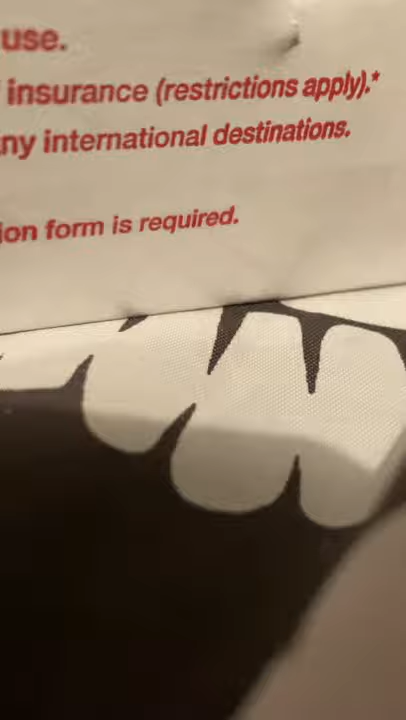 use.
insurance (restrictions apply).*
ny international destinations.
ion form is required.